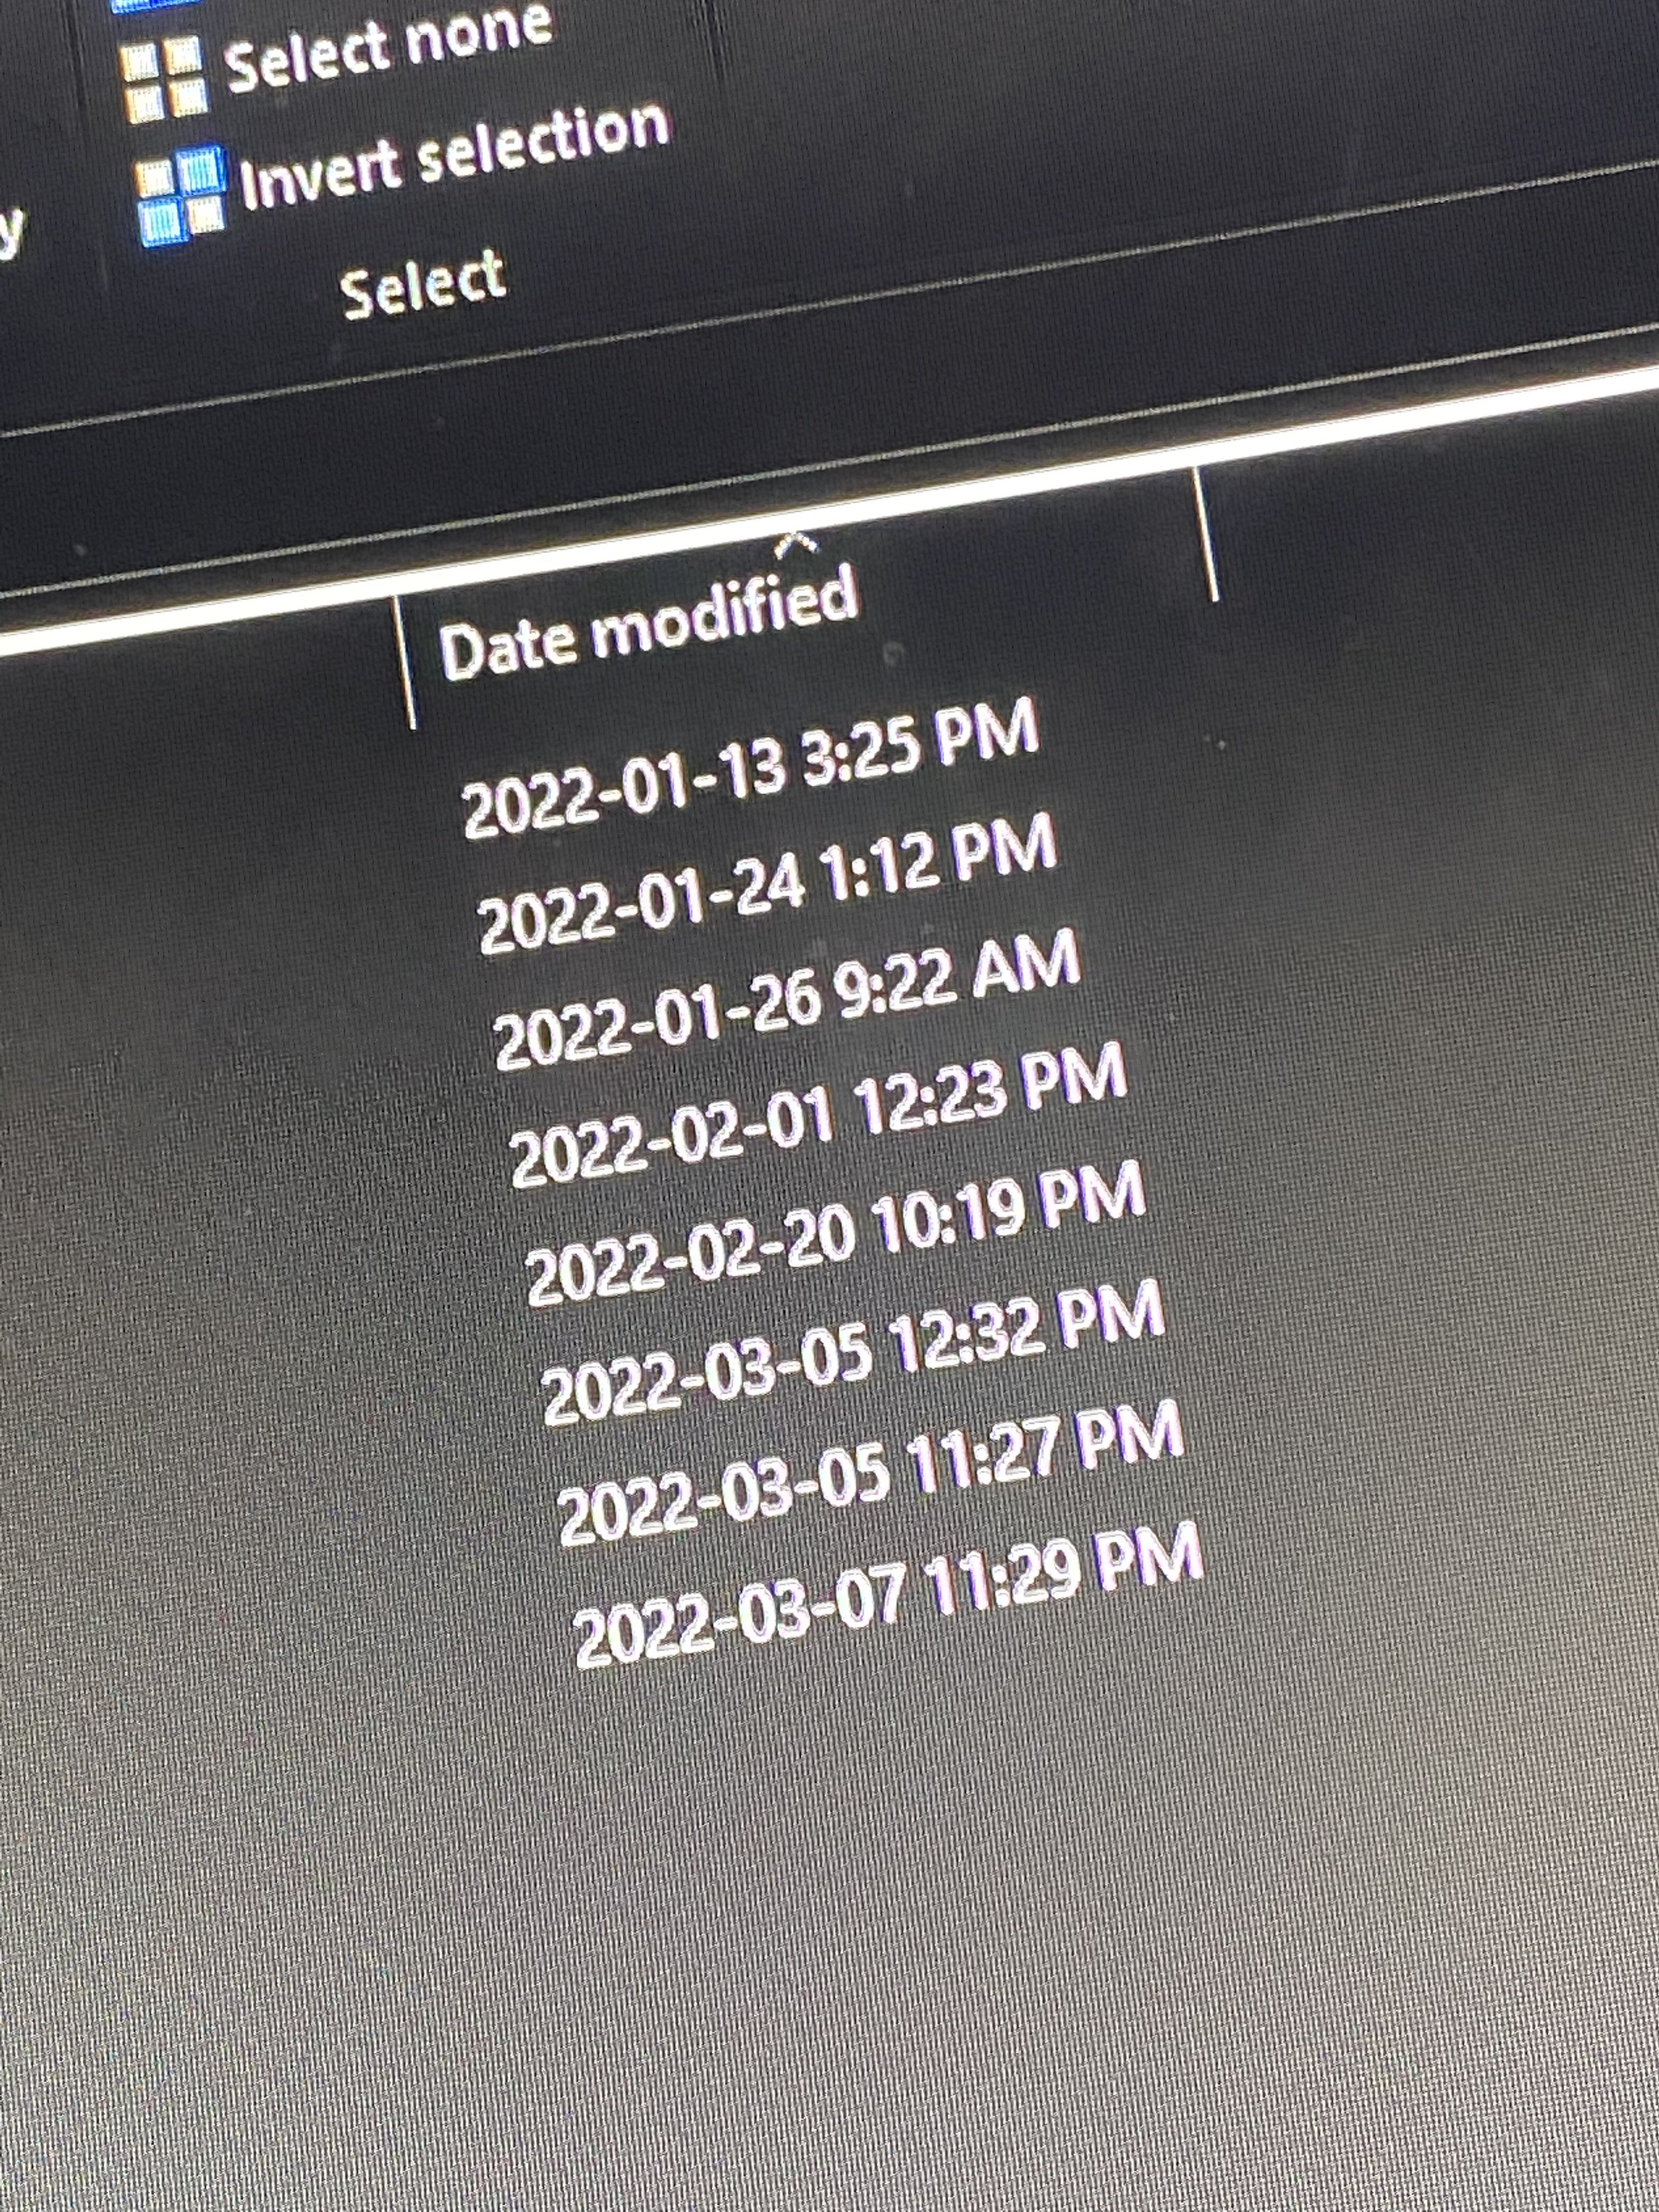 Select none
Invert selection
y
Select
Date modified
2022-01-13 3:25 PM
2022-01-24 1:12 PM
2022-01-26 9:22 AM
2022-02-01 12:23 PM
2022-02-20 10:19 PM
2022-03-05 12:32 PM
2022-03-05 11:27 PM
2022-03-07 11:29 PM